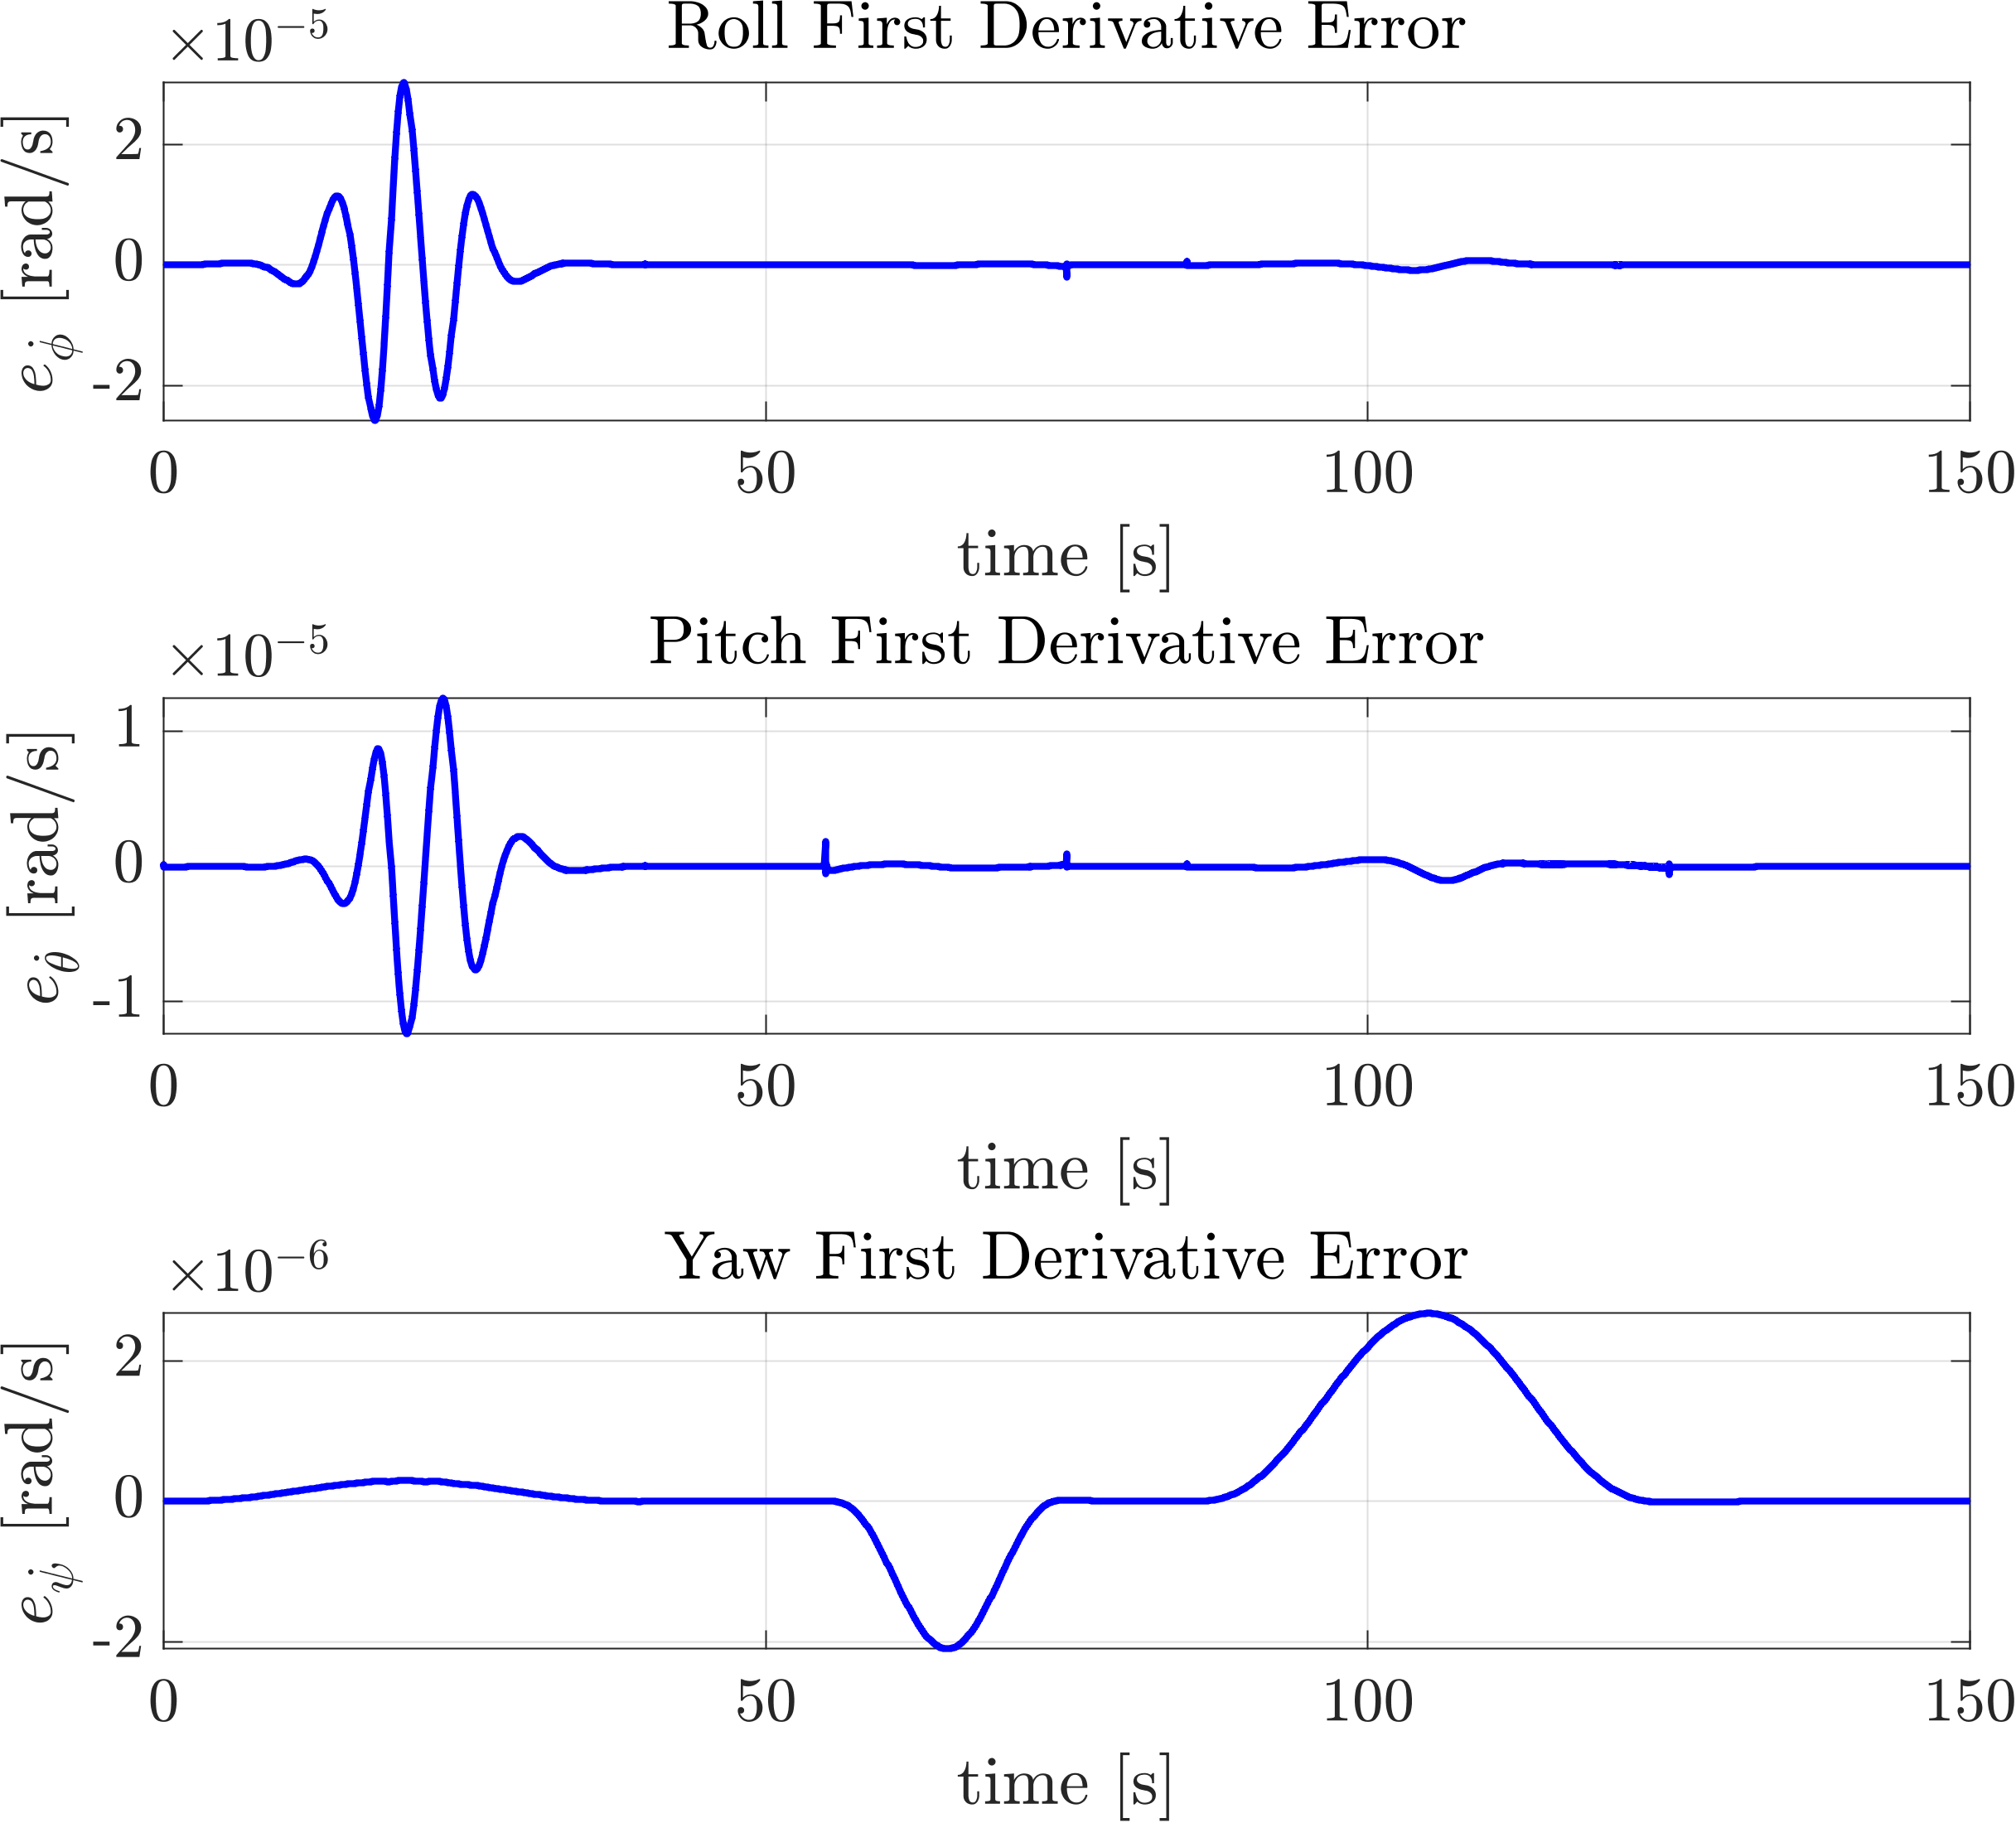 Roll First Derivative Error
×10⁻⁵
2
0
-2
e_φ̇ [rad/s]
0 50 100 150
time [s]
Pitch First Derivative Error
×10⁻⁵
1
0
-1
e_θ̇ [rad/s]
0 50 100 150
time [s]
Yaw First Derivative Error
×10⁻⁶
2
0
-2
e_ψ̇ [rad/s]
0 50 100 150
time [s]